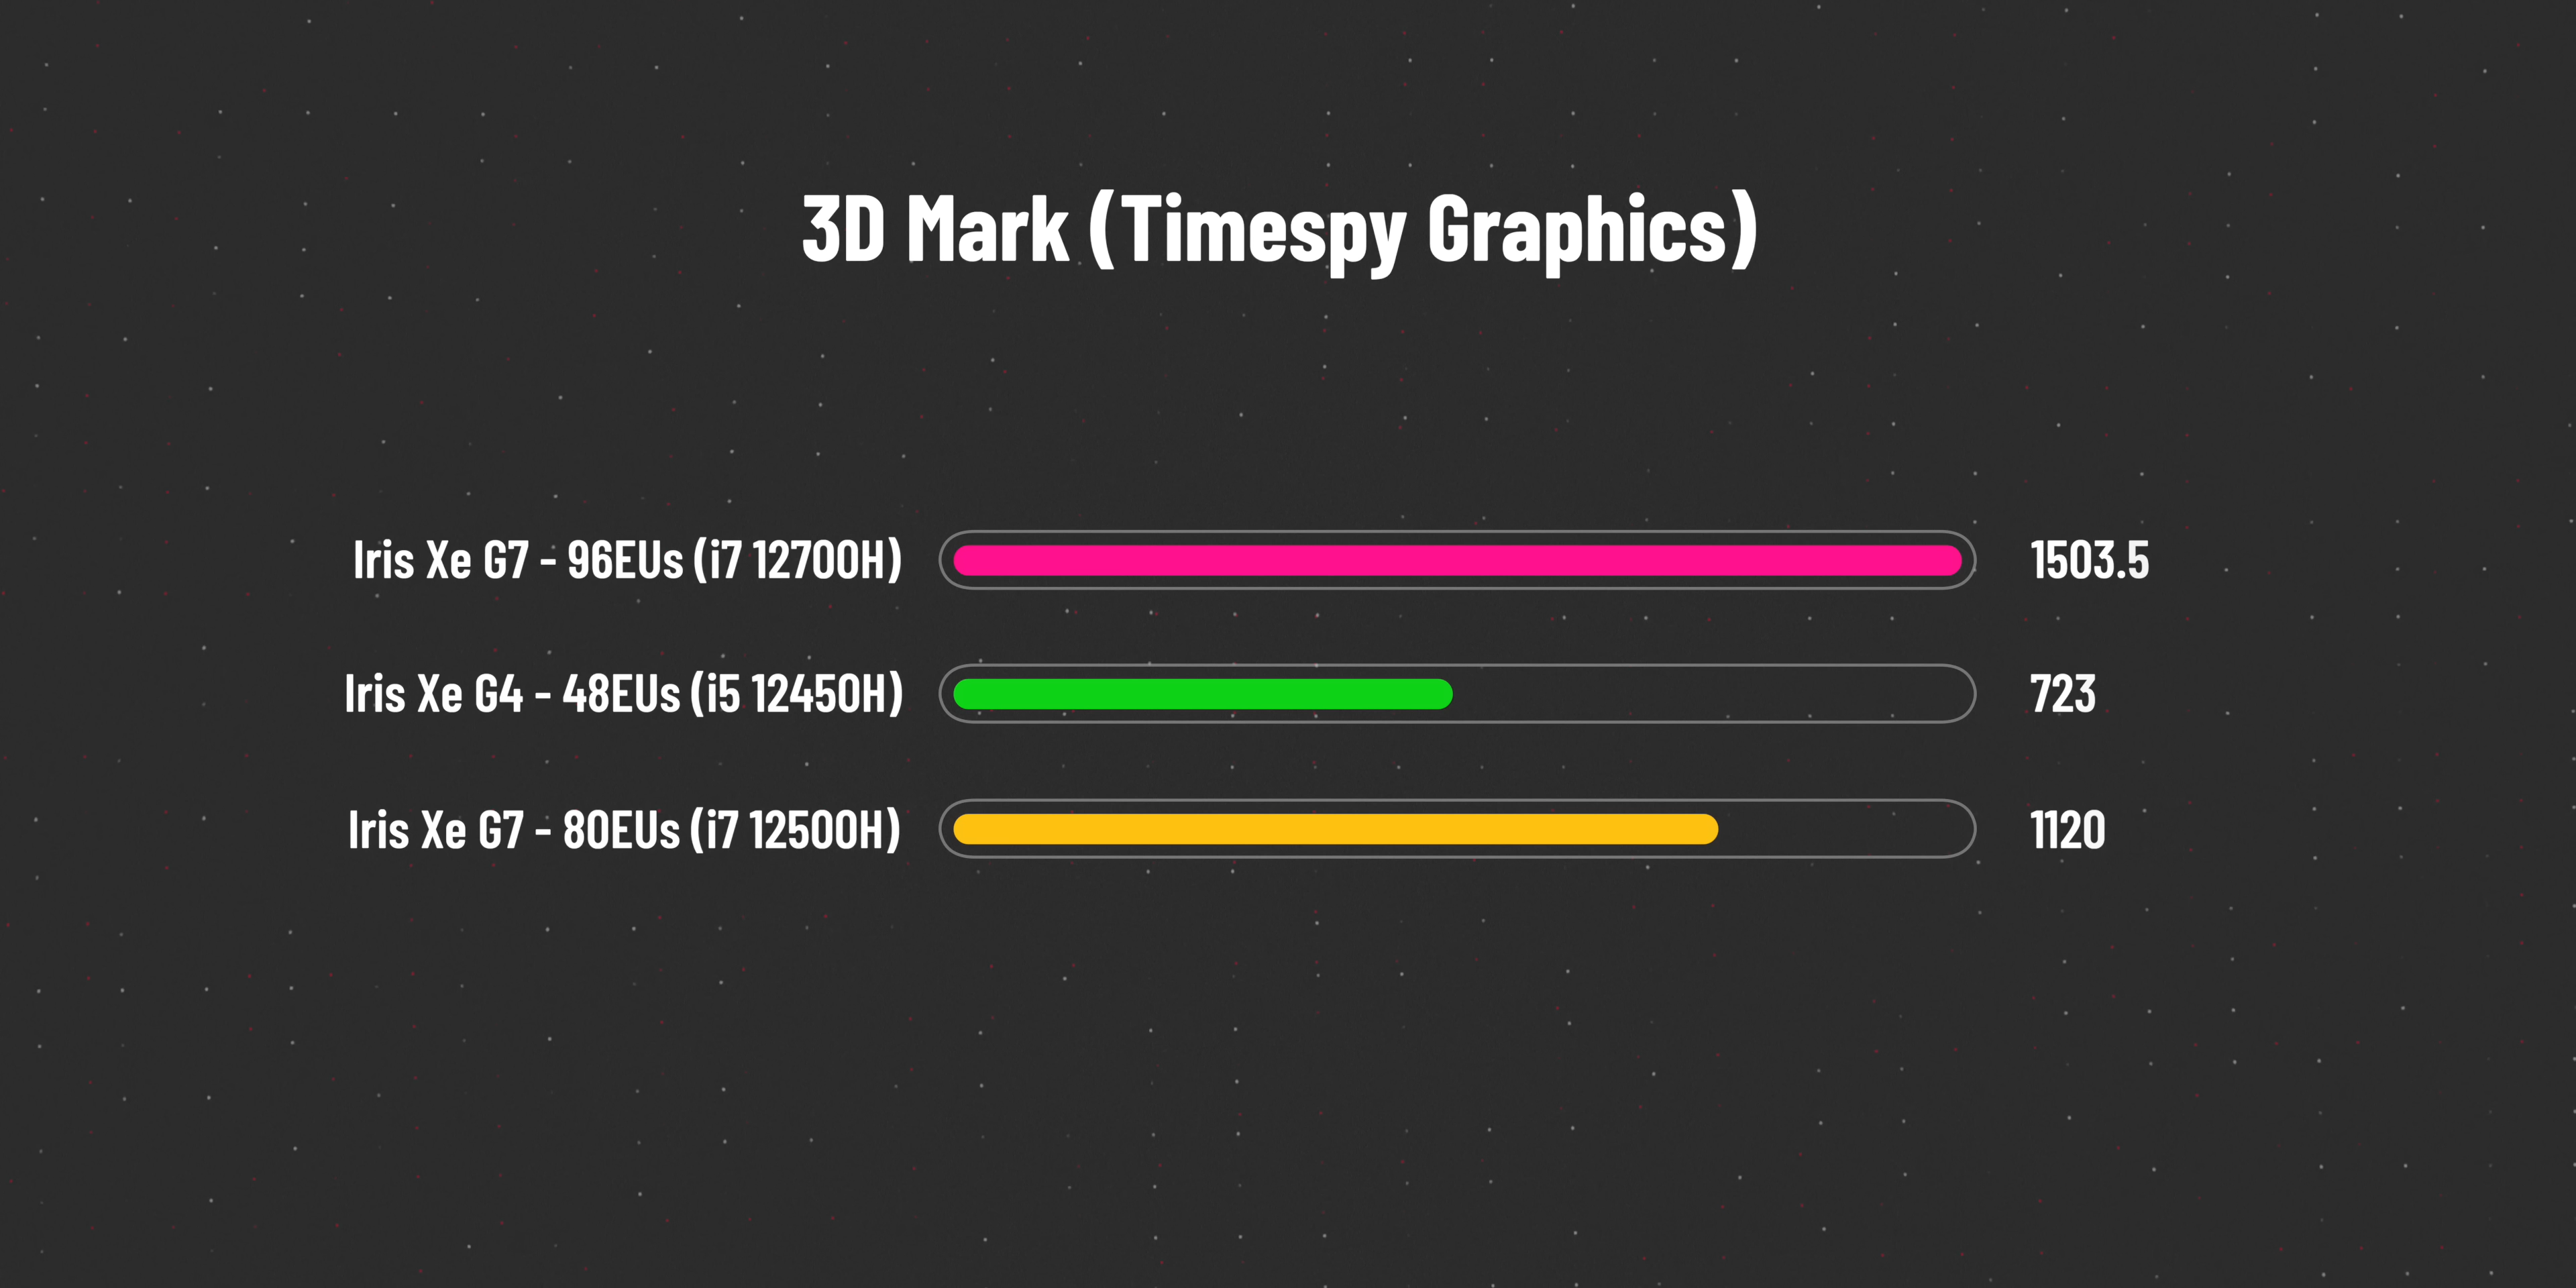 3D Mark (Timespy Graphics)
Iris Xe G7 - 96EUs (i7 12700H) 1503.5
Iris Xe G4 - 48EUs (i5 12450H) 723
Iris Xe G7 - 80EUs (i7 12500H) 1120